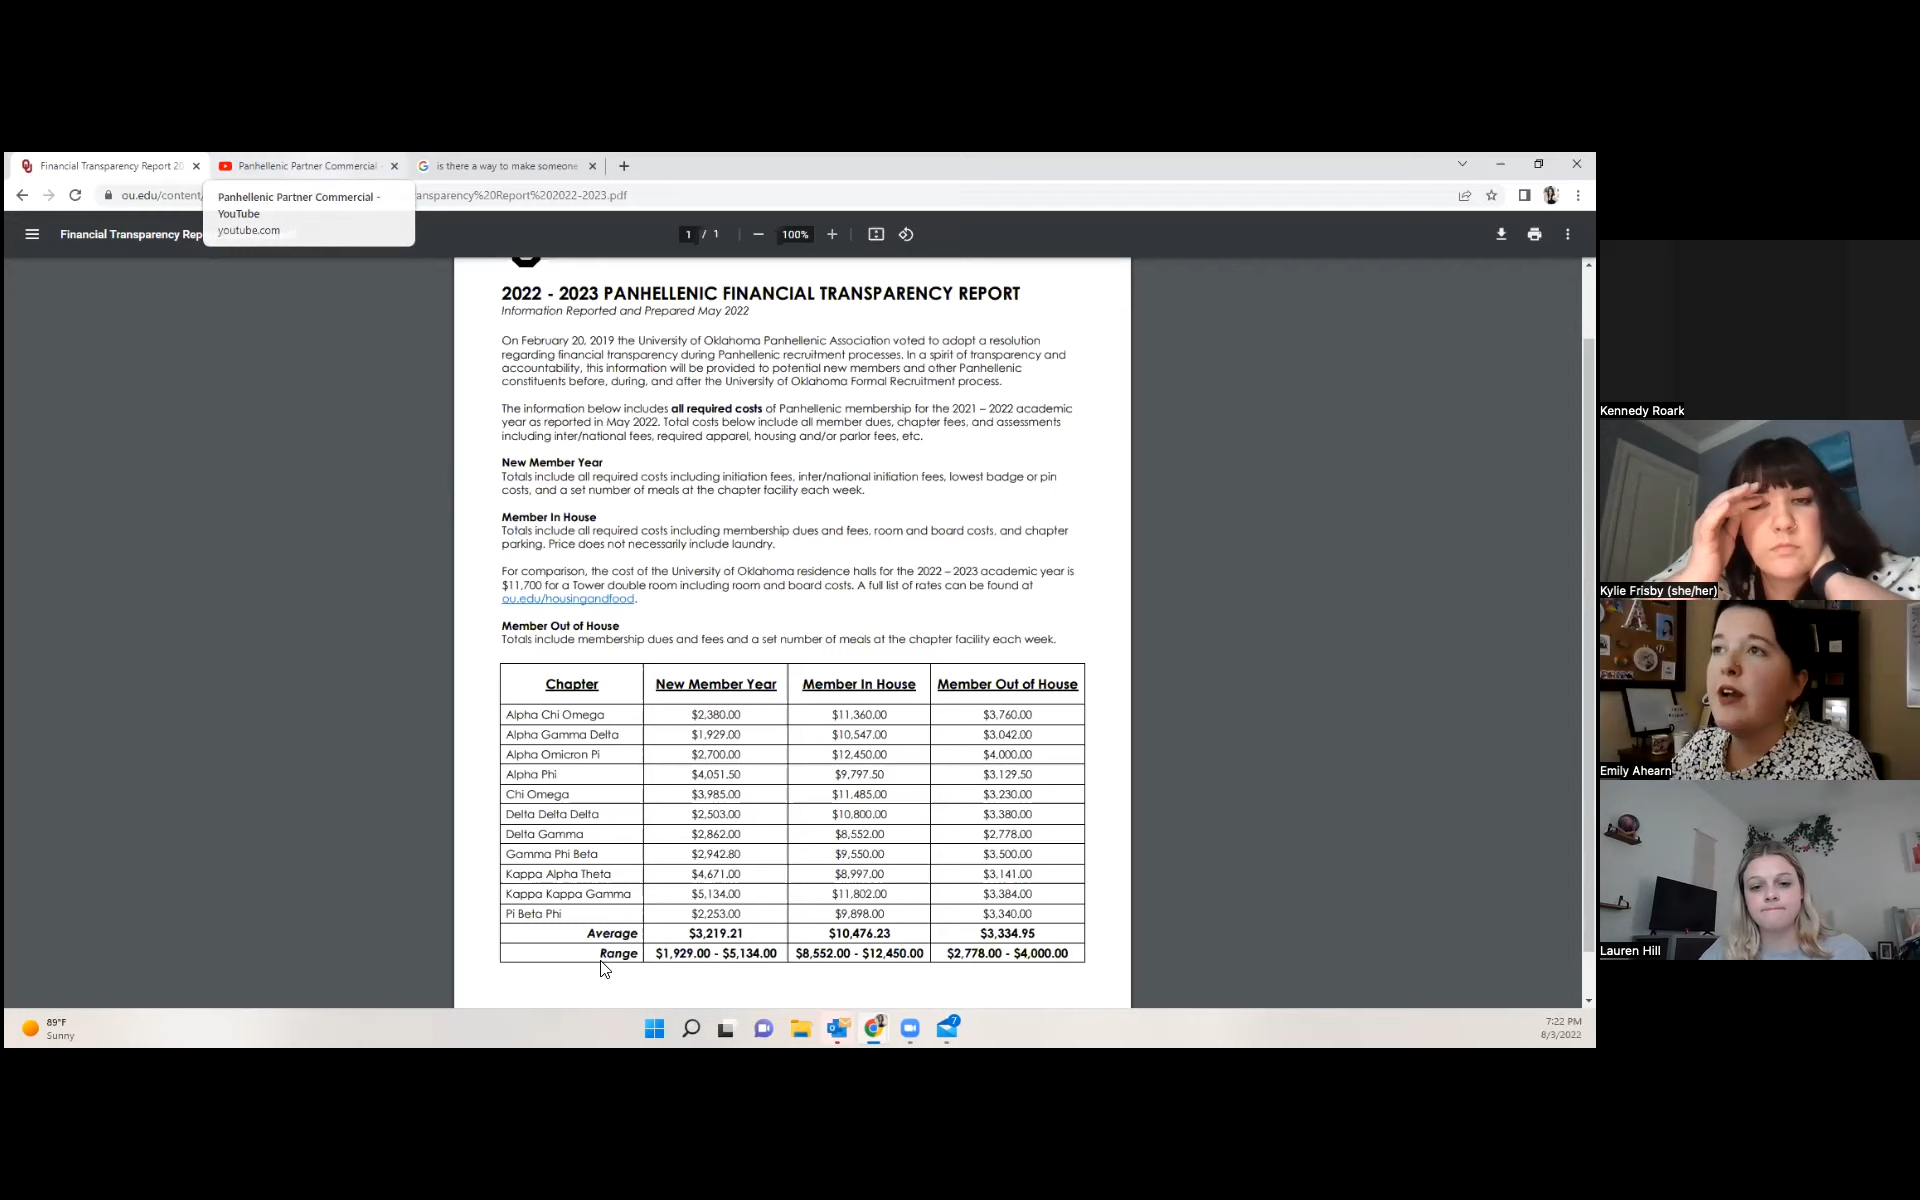 Financial Transparency Report 20
Panhellenic Partner Commercial
is there a way to make someone
ou.edu/content/
ansparency%20Report%202022-2023.pdf
Panhellenic Partner Commercial -
YouTube
youtube.com
Financial Transparency Rep
1 / 1
100%
2022 - 2023 PANHELLENIC FINANCIAL TRANSPARENCY REPORT
Information Reported and Prepared May 2022
On February 20, 2019 the University of Oklahoma Panhellenic Association voted to adopt a resolution
regarding financial transparency during Panhellenic recruitment processes. In a spirit of transparency and
accountability, this information will be provided to potential new members and other Panhellenic
constituents before, during, and after the University of Oklahoma Formal Recruitment process.
The information below includes all required costs of Panhellenic membership for the 2021 – 2022 academic
year as reported in May 2022. Total costs below include all member dues, chapter fees, and assessments
including inter/national fees, required apparel, housing and/or parlor fees, etc.
New Member Year
Totals include all required costs including initiation fees, inter/national initiation fees, lowest badge or pin
costs, and a set number of meals at the chapter facility each week.
Member In House
Totals include all required costs including membership dues and fees, room and board costs, and chapter
parking. Price does not necessarily include laundry.
For comparison, the cost of the University of Oklahoma residence halls for the 2022 – 2023 academic year is
$11,700 for a Tower double room including room and board costs. A full list of rates can be found at
ou.edu/housingandfood.
Member Out of House
Totals include membership dues and fees and a set number of meals at the chapter facility each week.
Chapter New Member Year Member In House Member Out of House
Alpha Chi Omega $2,380.00 $11,360.00 $3,760.00
Alpha Gamma Delta $1,929.00 $10,547.00 $3,042.00
Alpha Omicron Pi $2,700.00 $12,450.00 $4,000.00
Alpha Phi $4,051.50 $9,797.50 $3,129.50
Chi Omega $3,985.00 $11,485.00 $3,230.00
Delta Delta Delta $2,503.00 $10,800.00 $3,380.00
Delta Gamma $2,862.00 $8,552.00 $2,778.00
Gamma Phi Beta $2,942.80 $9,550.00 $3,500.00
Kappa Alpha Theta $4,671.00 $8,997.00 $3,141.00
Kappa Kappa Gamma $5,134.00 $11,802.00 $3,384.00
Pi Beta Phi $2,253.00 $9,898.00 $3,340.00
Average $3,219.21 $10,476.23 $3,334.95
Range $1,929.00 - $5,134.00 $8,552.00 - $12,450.00 $2,778.00 - $4,000.00
89°F
Sunny
7
7:22 PM
8/3/2022
Kennedy Roark
Kylie Frisby (she/her)
Emily Ahearn
Lauren Hill